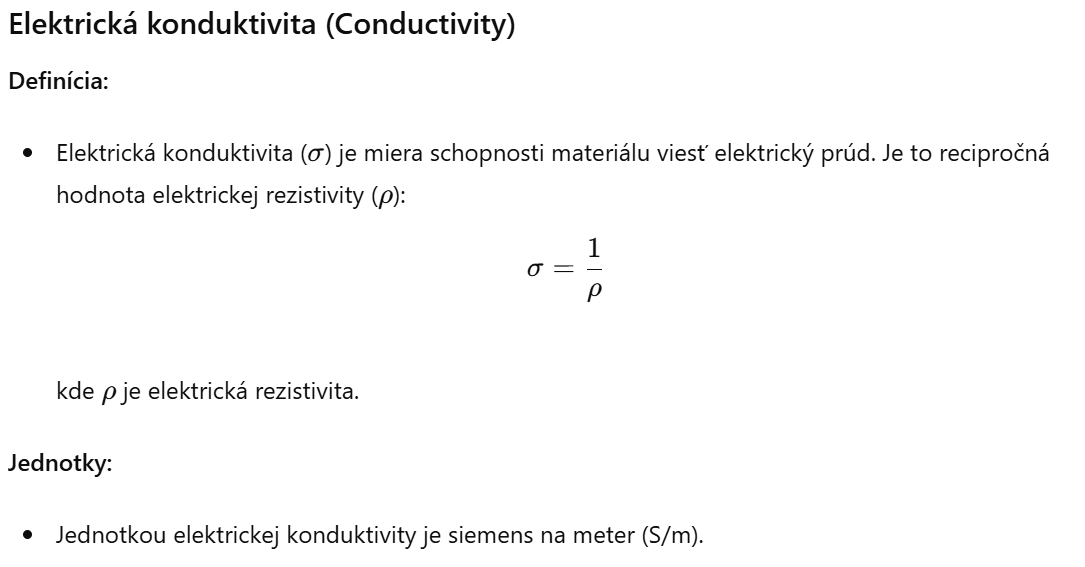 Elektrická konduktivita (Conductivity)
Definícia:
• Elektrická konduktivita (σ) je miera schopnosti materiálu viesť elektrický prúd. Je to recipročná
hodnota elektrickej rezistivity (ρ):
σ = 1/ρ
kde ρ je elektrická rezistivita.
Jednotky:
• Jednotkou elektrickej konduktivity je siemens na meter (S/m).